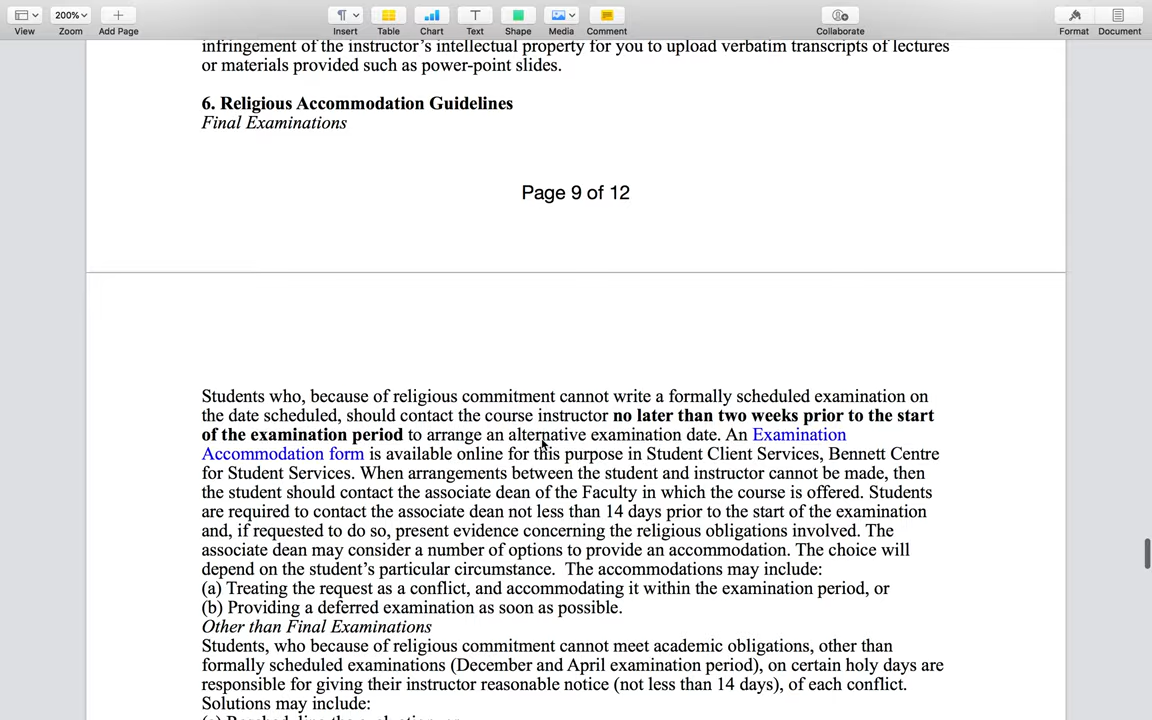 200%
View
Zoom
Add Page
Insert
Table
Chart
Text
Shape
Media
Comment
Collaborate
Format
Document
infringement of the instructor's intellectual property for you to upload verbatim transcripts of lectures
or materials provided such as power-point slides.
6. Religious Accommodation Guidelines
Final Examinations
Page 9 of 12
Students who, because of religious commitment cannot write a formally scheduled examination on
the date scheduled, should contact the course instructor no later than two weeks prior to the start
of the examination period to arrange an alternative examination date. An Examination
Accommodation form is available online for this purpose in Student Client Services, Bennett Centre
for Student Services. When arrangements between the student and instructor cannot be made, then
the student should contact the associate dean of the Faculty in which the course is offered. Students
are required to contact the associate dean not less than 14 days prior to the start of the examination
and, if requested to do so, present evidence concerning the religious obligations involved. The
associate dean may consider a number of options to provide an accommodation. The choice will
depend on the student's particular circumstance.  The accommodations may include:
(a) Treating the request as a conflict, and accommodating it within the examination period, or
(b) Providing a deferred examination as soon as possible.
Other than Final Examinations
Students, who because of religious commitment cannot meet academic obligations, other than
formally scheduled examinations (December and April examination period), on certain holy days are
responsible for giving their instructor reasonable notice (not less than 14 days), of each conflict.
Solutions may include: